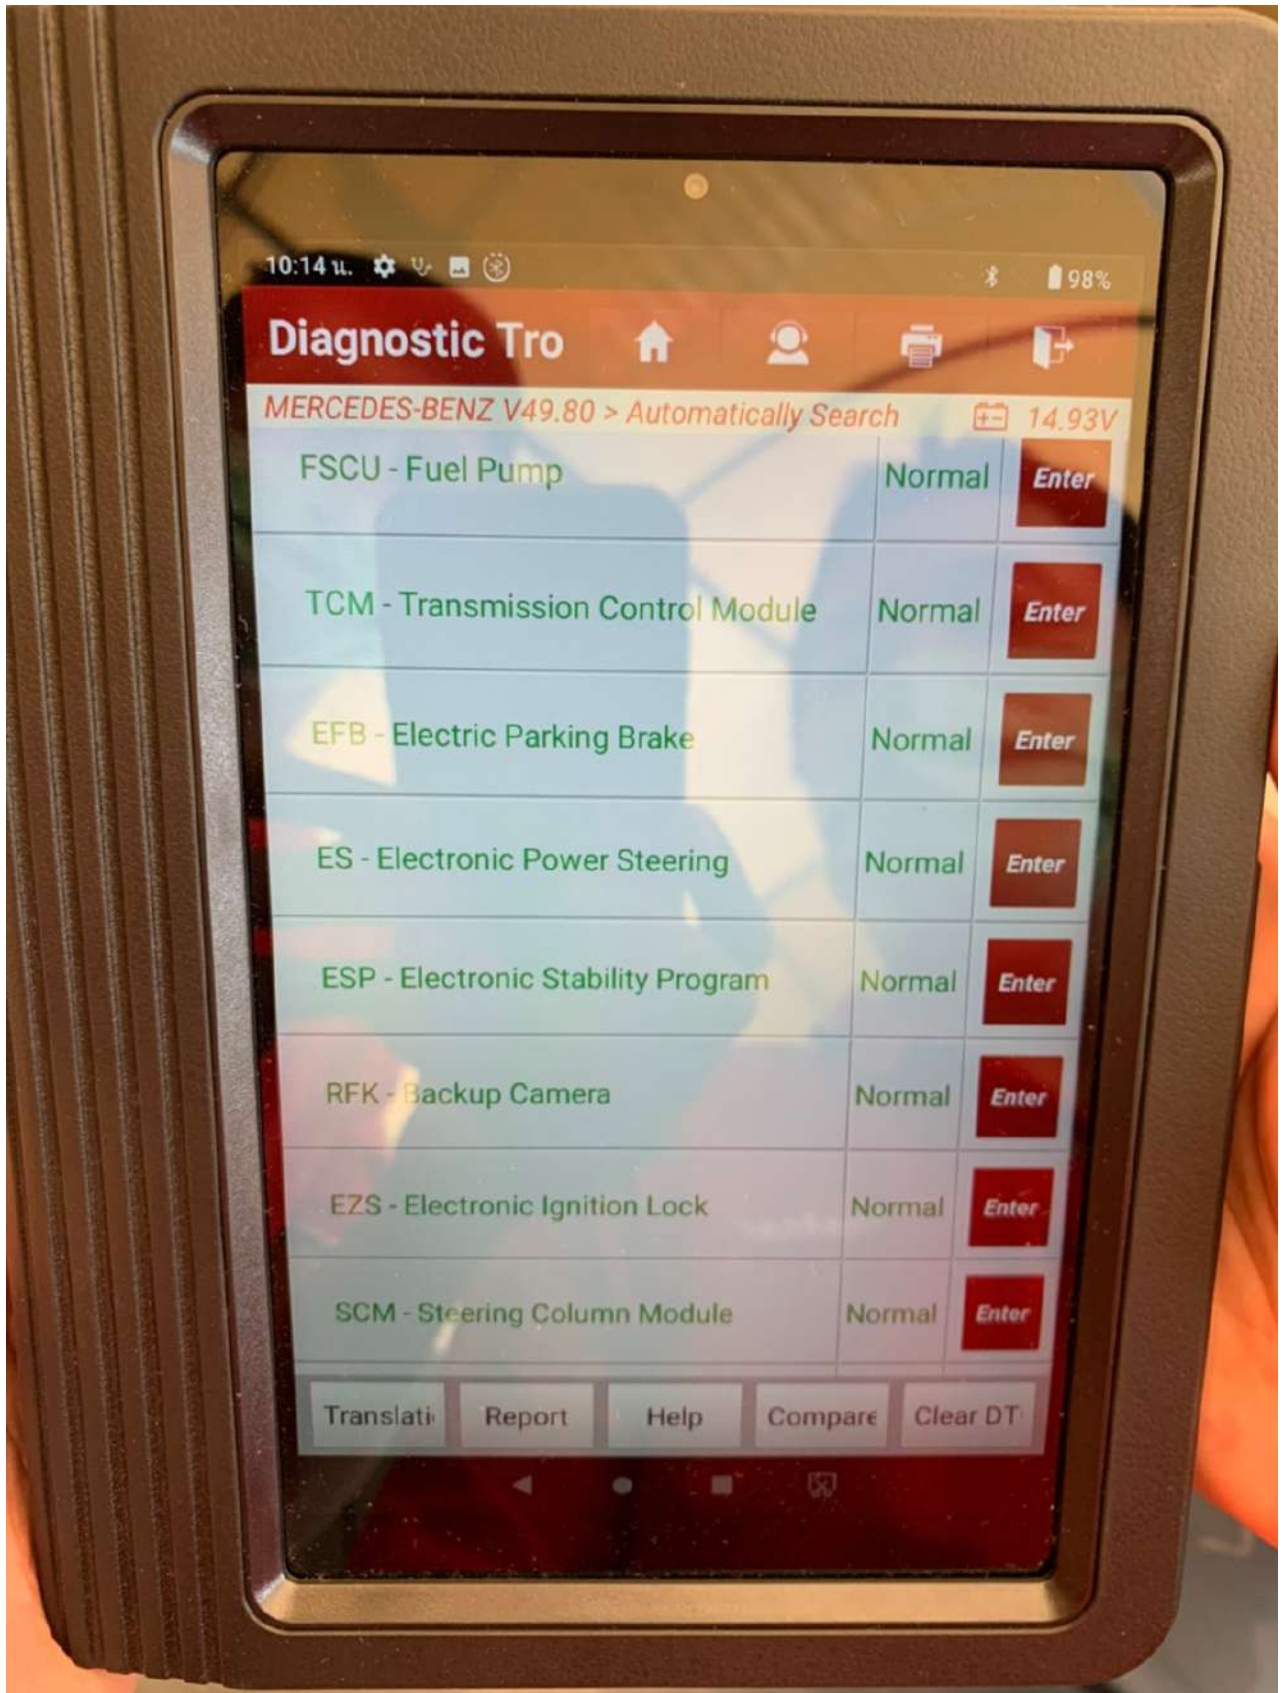 10:14 น. 98%
Diagnostic Tro
MERCEDES-BENZ V49.80 > Automatically Search 14.93V
FSCU - Fuel Pump Normal Enter
TCM - Transmission Control Module Normal Enter
EFB - Electric Parking Brake Normal Enter
ES - Electronic Power Steering Normal Enter
ESP - Electronic Stability Program Normal Enter
RFK - Backup Camera Normal Enter
EZS - Electronic Ignition Lock Normal Enter
SCM - Steering Column Module Normal Enter
Translati Report Help Compare Clear DT